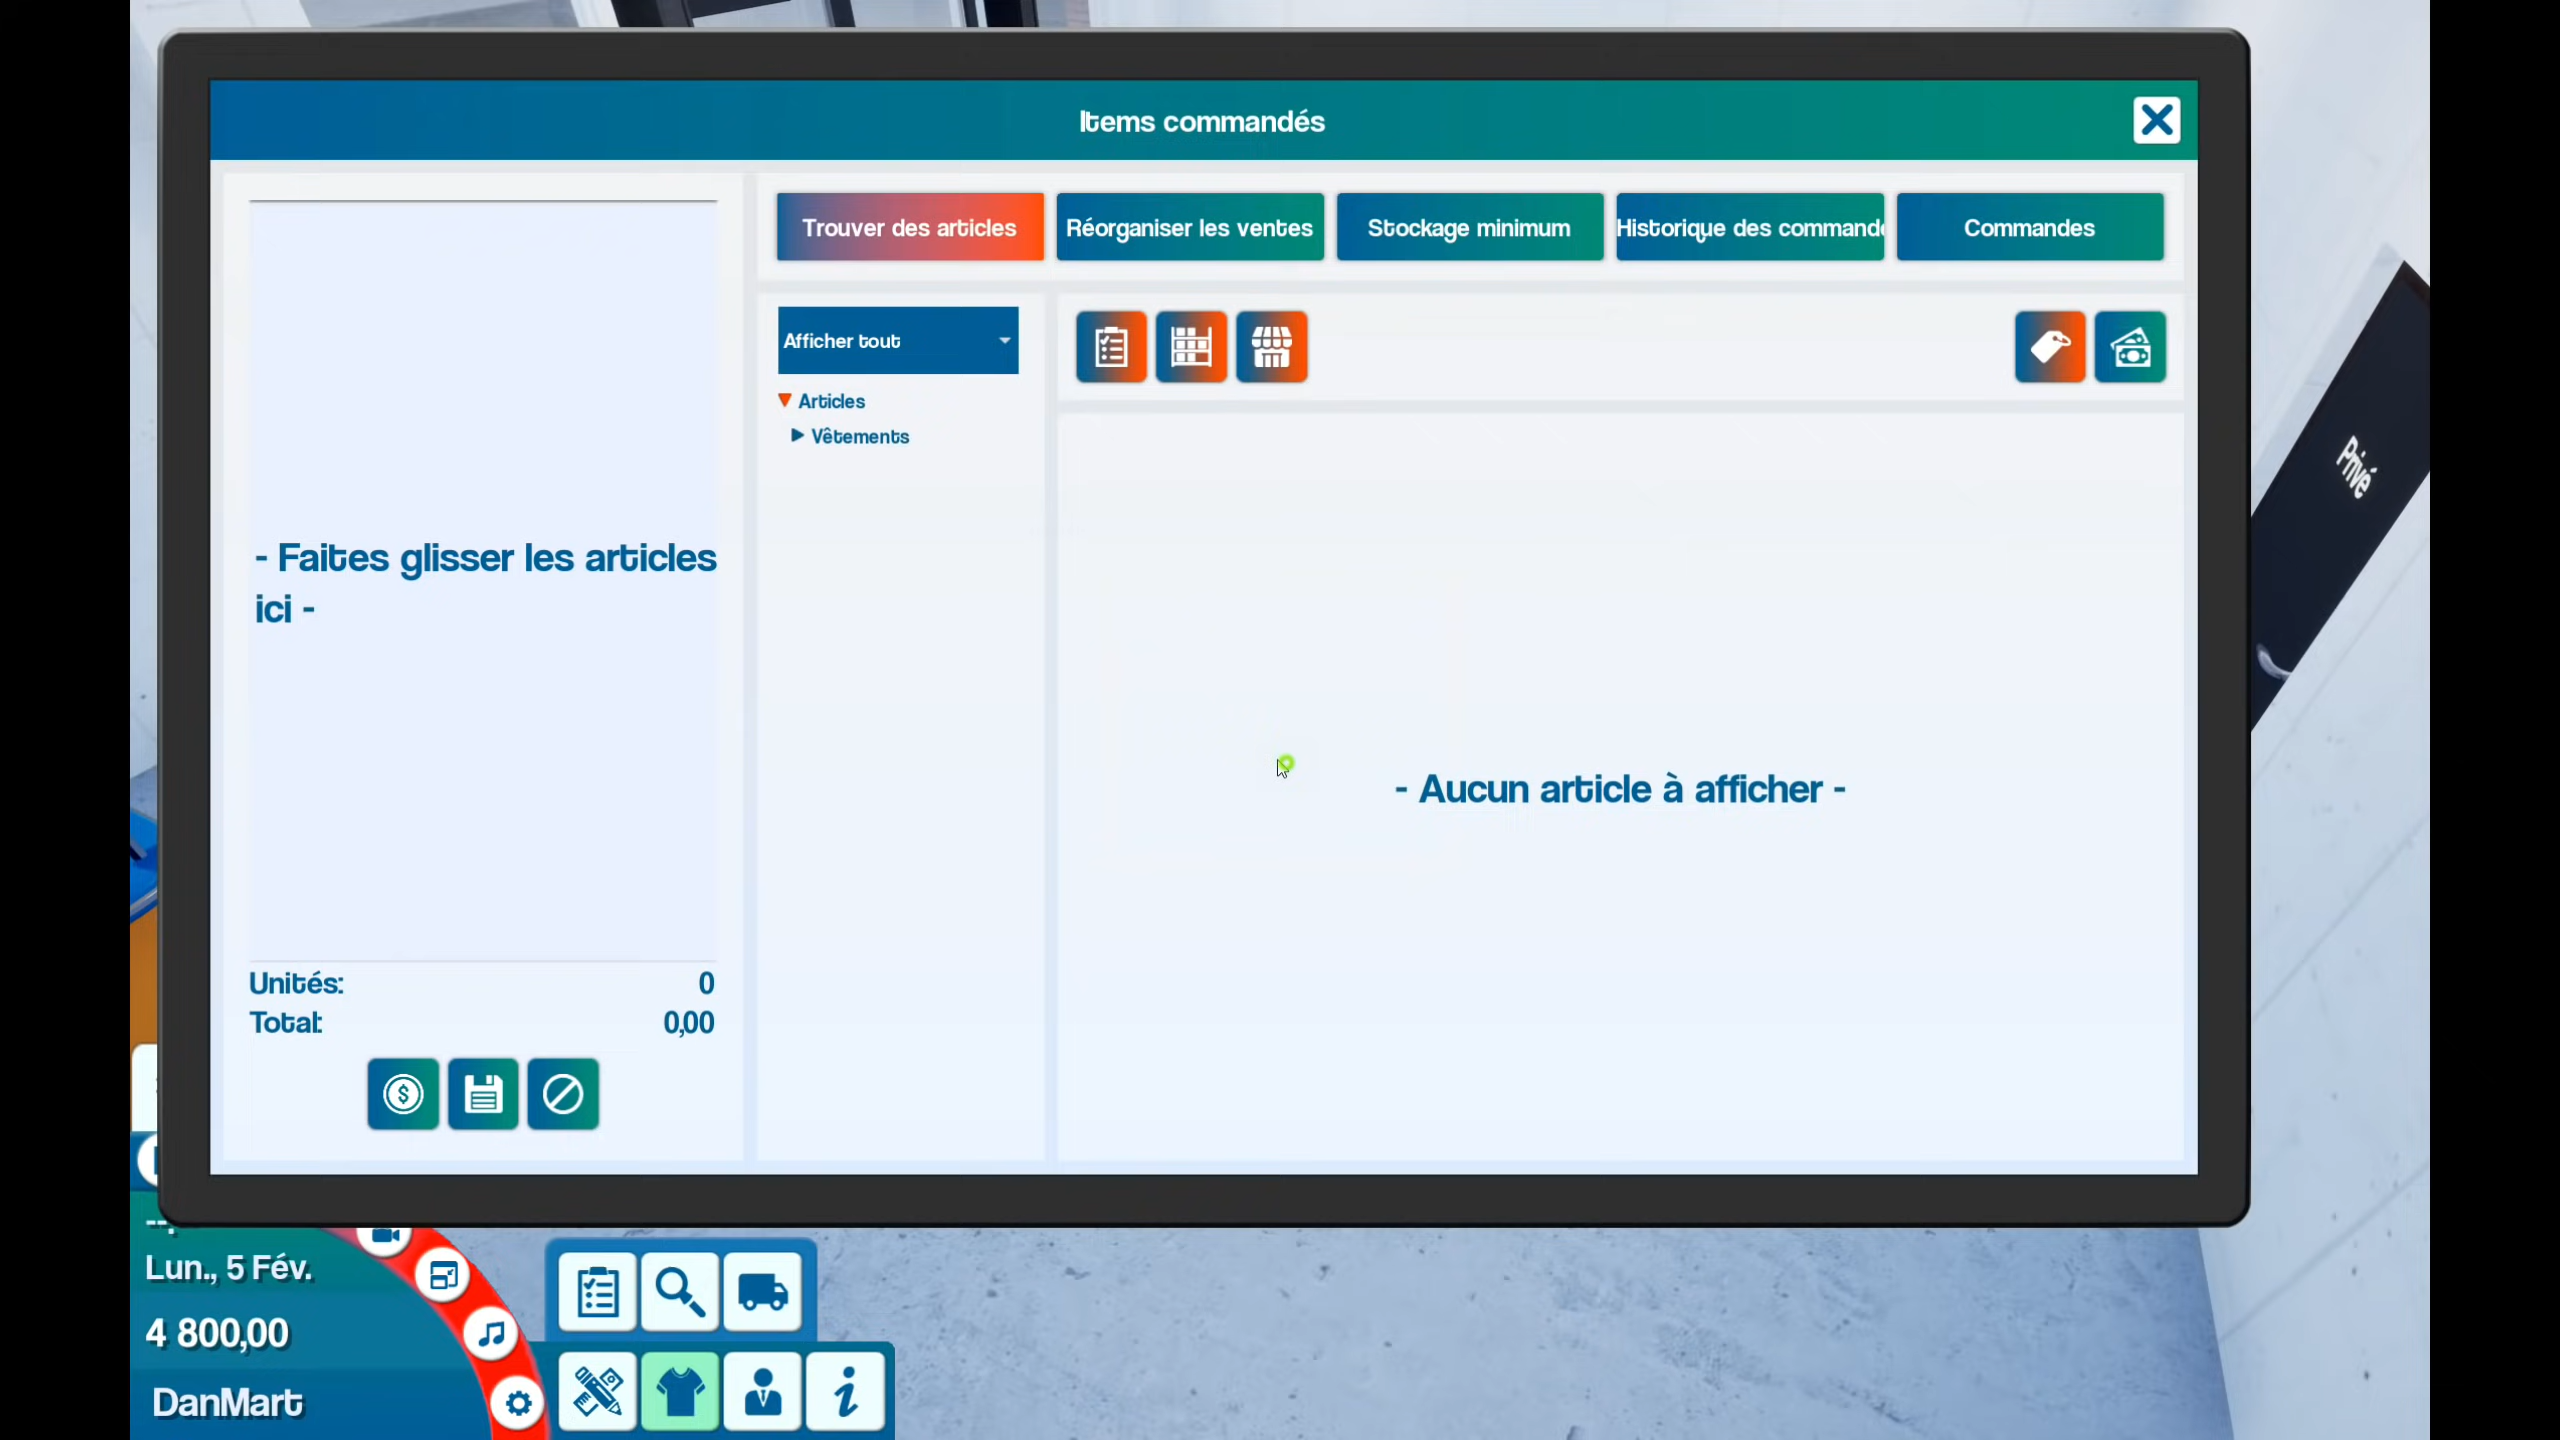 Items commandés
Trouver des articles
Réorganiser les ventes
Stockage minimum
Historique des command
Commandes
Afficher tout
Articles
Vêtements
- Faites glisser les articles
ici -
- Aucun article à afficher -
Unités: 0
Total: 0,00
Privé
Lun., 5 Fév.
4 800,00
DanMart